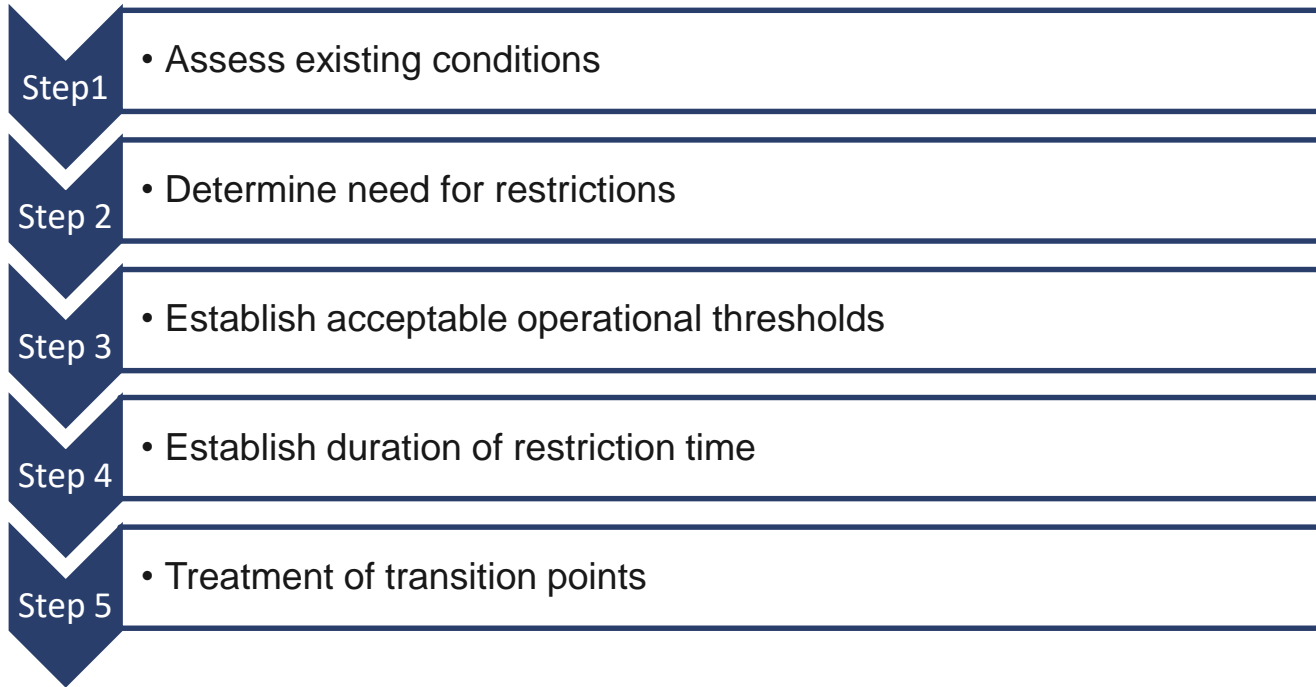 Step1
• Assess existing conditions
Step 2
• Determine need for restrictions
Step 3
• Establish acceptable operational thresholds
Step 4
• Establish duration of restriction time
Step 5
• Treatment of transition points